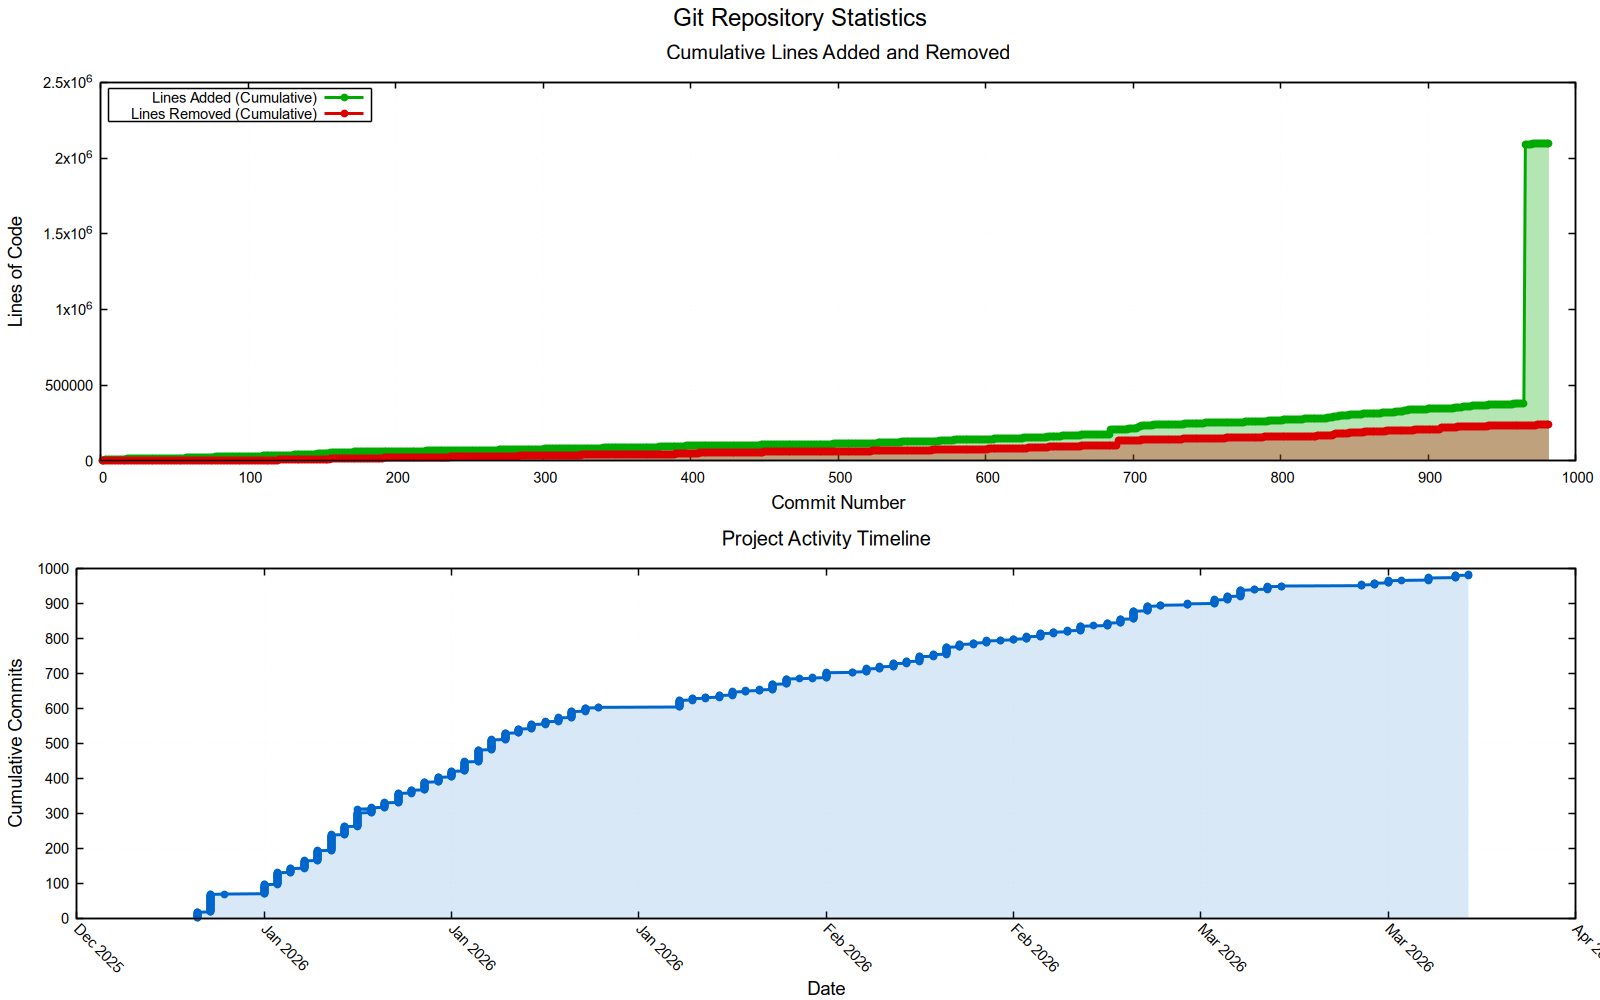 Git Repository Statistics
Cumulative Lines Added and Removed
Lines Added (Cumulative)
Lines Removed (Cumulative)
Lines of Code
2.5x10⁶
2x10⁶
1.5x10⁶
1x10⁶
500000
0
0 100 200 300 400 500 600 700 800 900 1000
Commit Number
Project Activity Timeline
Cumulative Commits
1000
900
800
700
600
500
400
300
200
100
0
Dec 2025 Jan 2026 Jan 2026 Jan 2026 Feb 2026 Feb 2026 Mar 2026 Mar 2026 Apr
Date